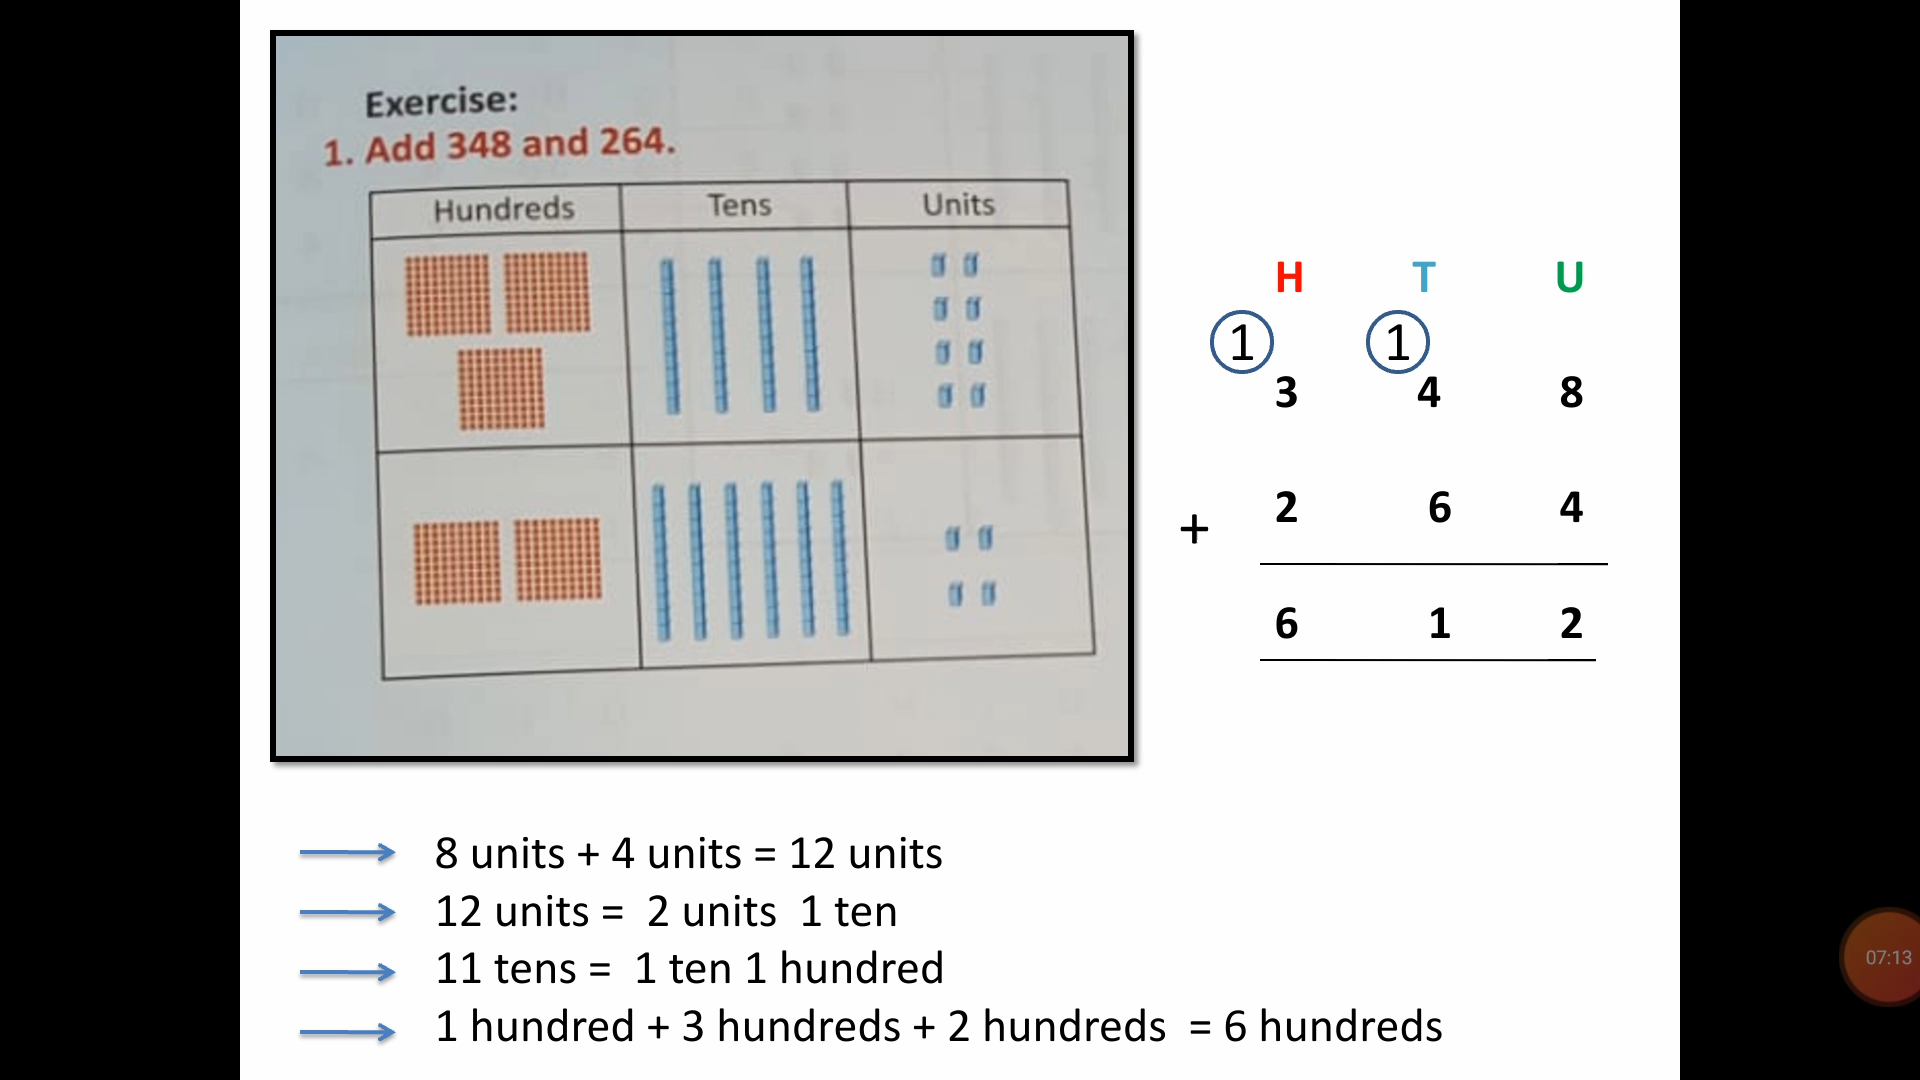 Exercise:
1. Add 348 and 264.
Hundreds Tens Units
H T U
1 1
3 4 8
+ 2 6 4
6 1 2
8 units + 4 units = 12 units
12 units = 2 units 1 ten
11 tens = 1 ten 1 hundred
1 hundred + 3 hundreds + 2 hundreds = 6 hundreds
07:13